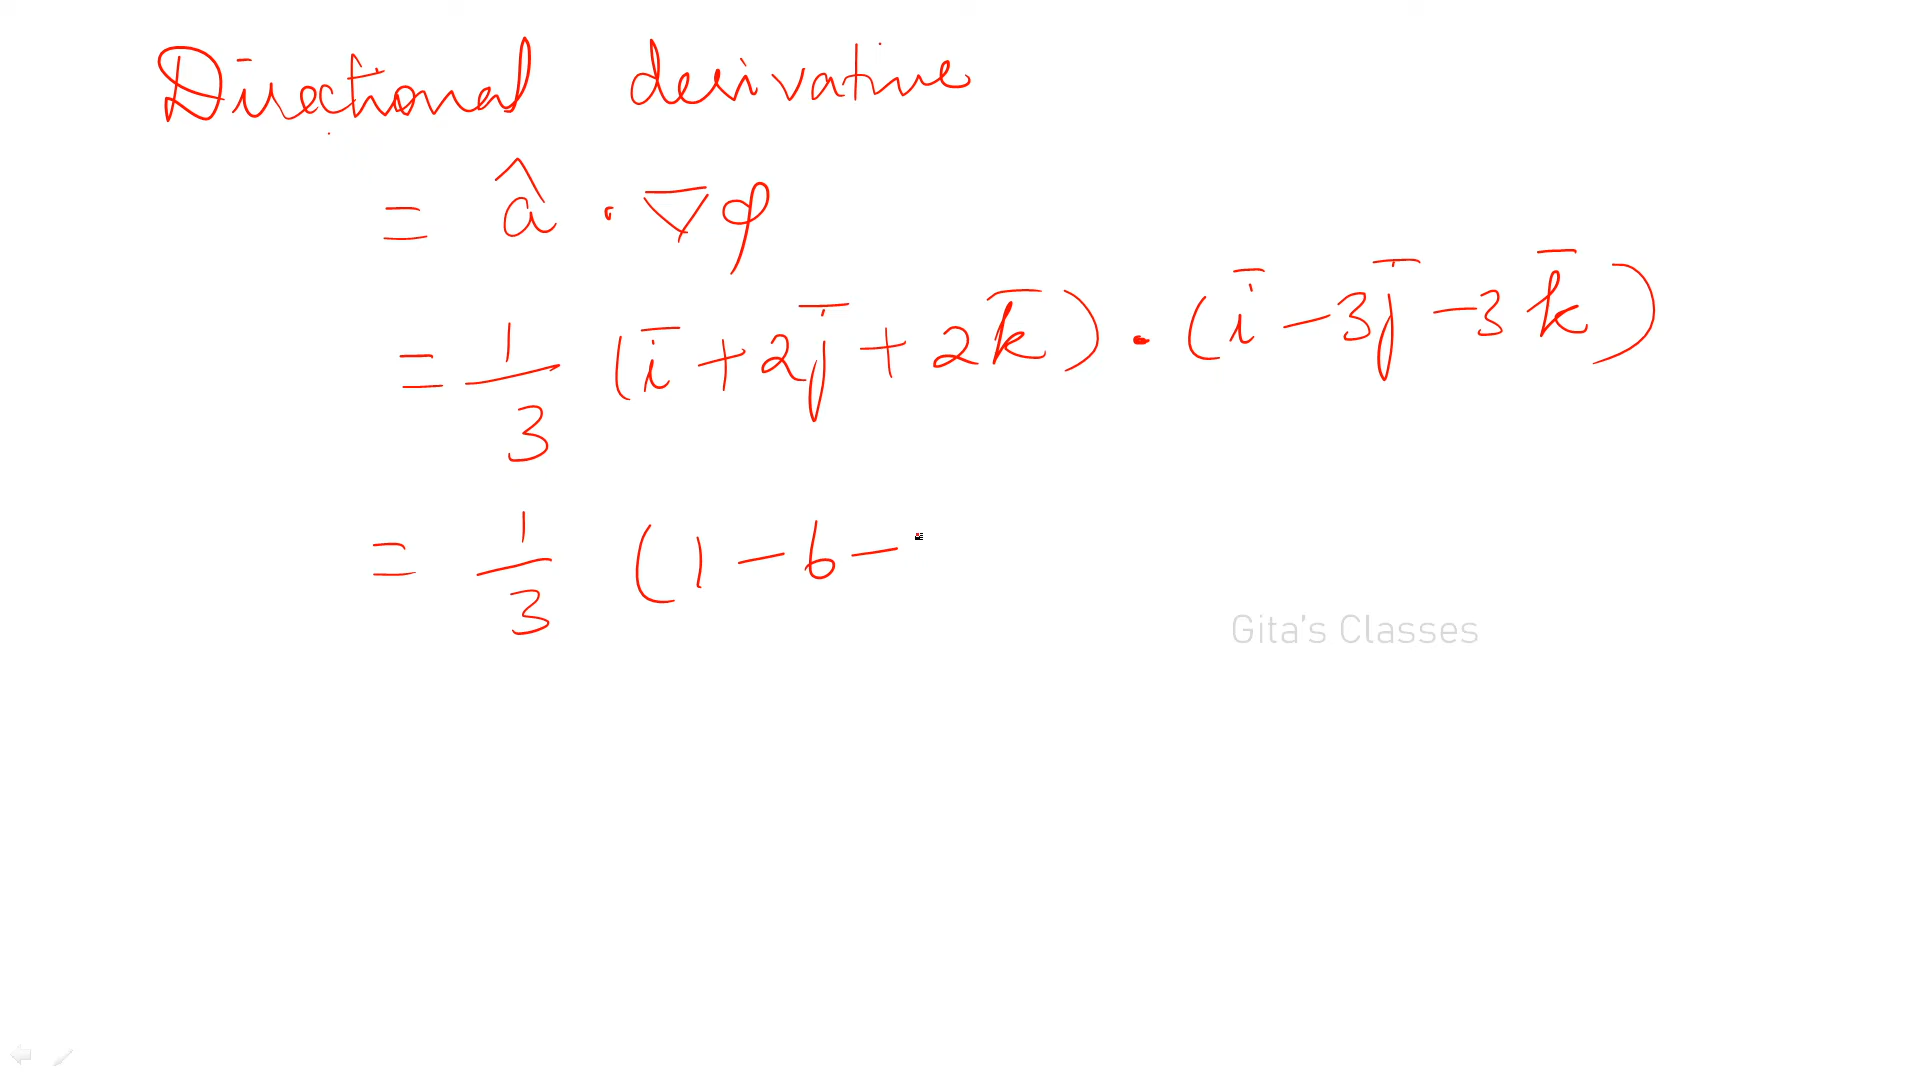 Directional derivative
= â · ∇φ
= 1/3 (i̅ + 2j̅ + 2k̅) · (i̅ - 3j̅ - 3k̅)
= 1/3 (1 - 6 -
Gita's Classes